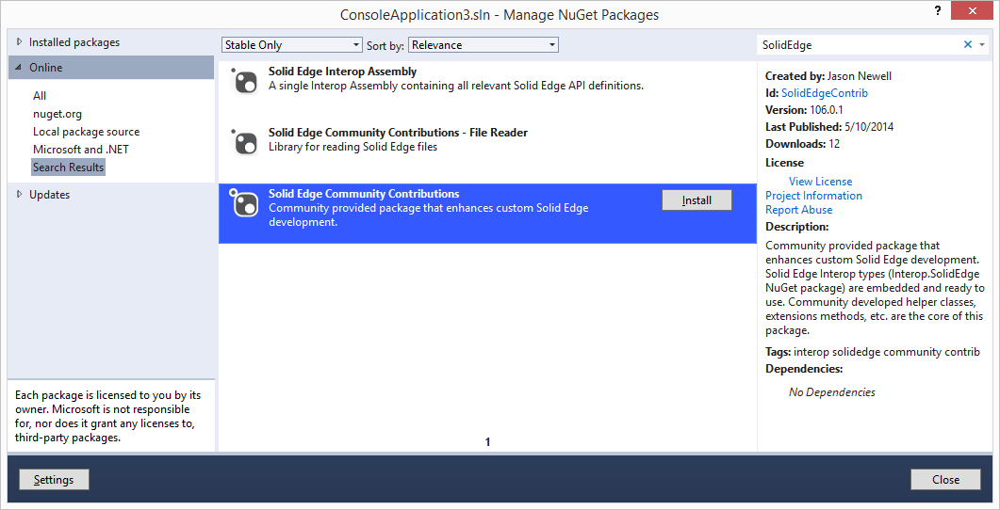 ConsoleApplication3.sln - Manage NuGet Packages
?
Installed packages
Online
All
nuget.org
Local package source
Microsoft and .NET
Search Results
Updates
Each package is licensed to you by its
owner. Microsoft is not responsible
for, nor does it grant any licenses to,
third-party packages.
Stable Only
Sort by:
Relevance
Solid Edge Interop Assembly
A single Interop Assembly containing all relevant Solid Edge API definitions.
Solid Edge Community Contributions - File Reader
Library for reading Solid Edge files
Solid Edge Community Contributions
Community provided package that enhances custom Solid Edge
development.
Install
1
SolidEdge
Created by: Jason Newell
Id: SolidEdgeContrib
Version: 106.0.1
Last Published: 5/10/2014
Downloads: 12
License
View License
Project Information
Report Abuse
Description:
Community provided package that
enhances custom Solid Edge development.
Solid Edge Interop types (Interop.SolidEdge
NuGet package) are embedded and ready to
use. Community developed helper classes,
extensions methods, etc. are the core of this
package.
Tags: interop solidedge community contrib
Dependencies:
No Dependencies
Settings
Close